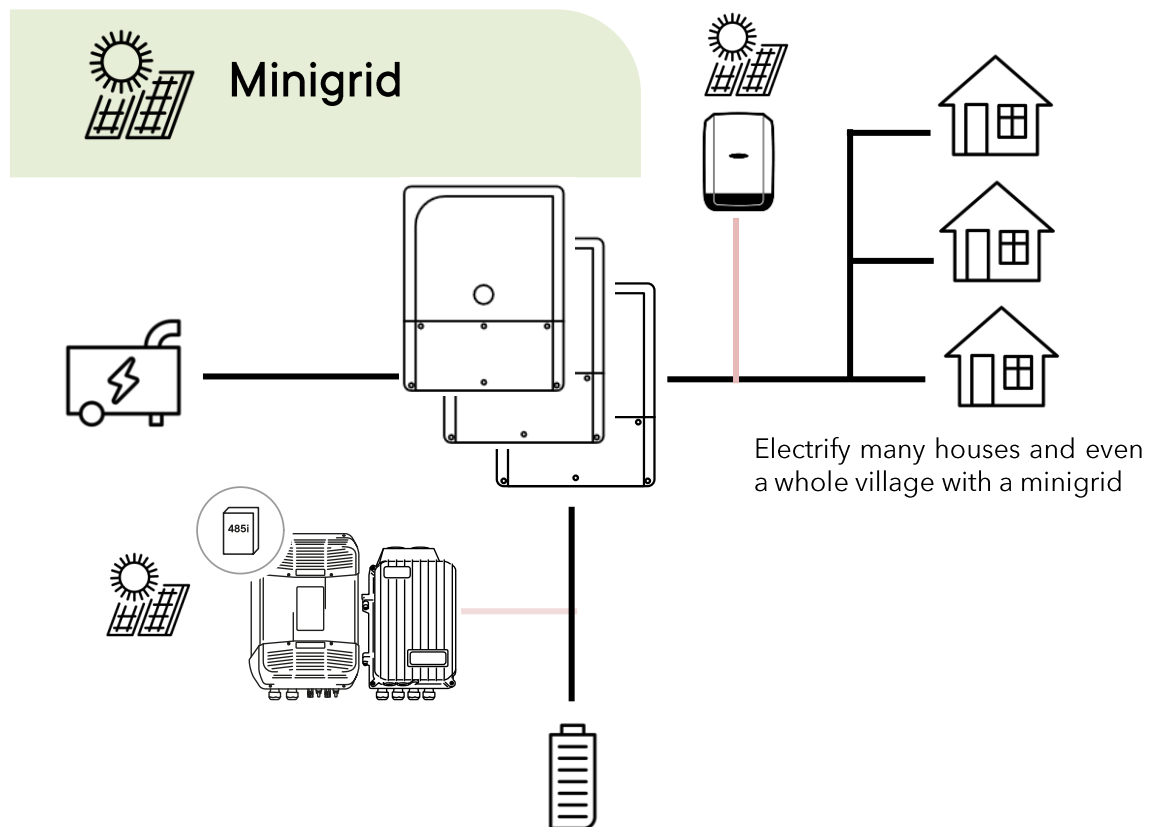 Minigrid
Electrify many houses and even
a whole village with a minigrid
485i